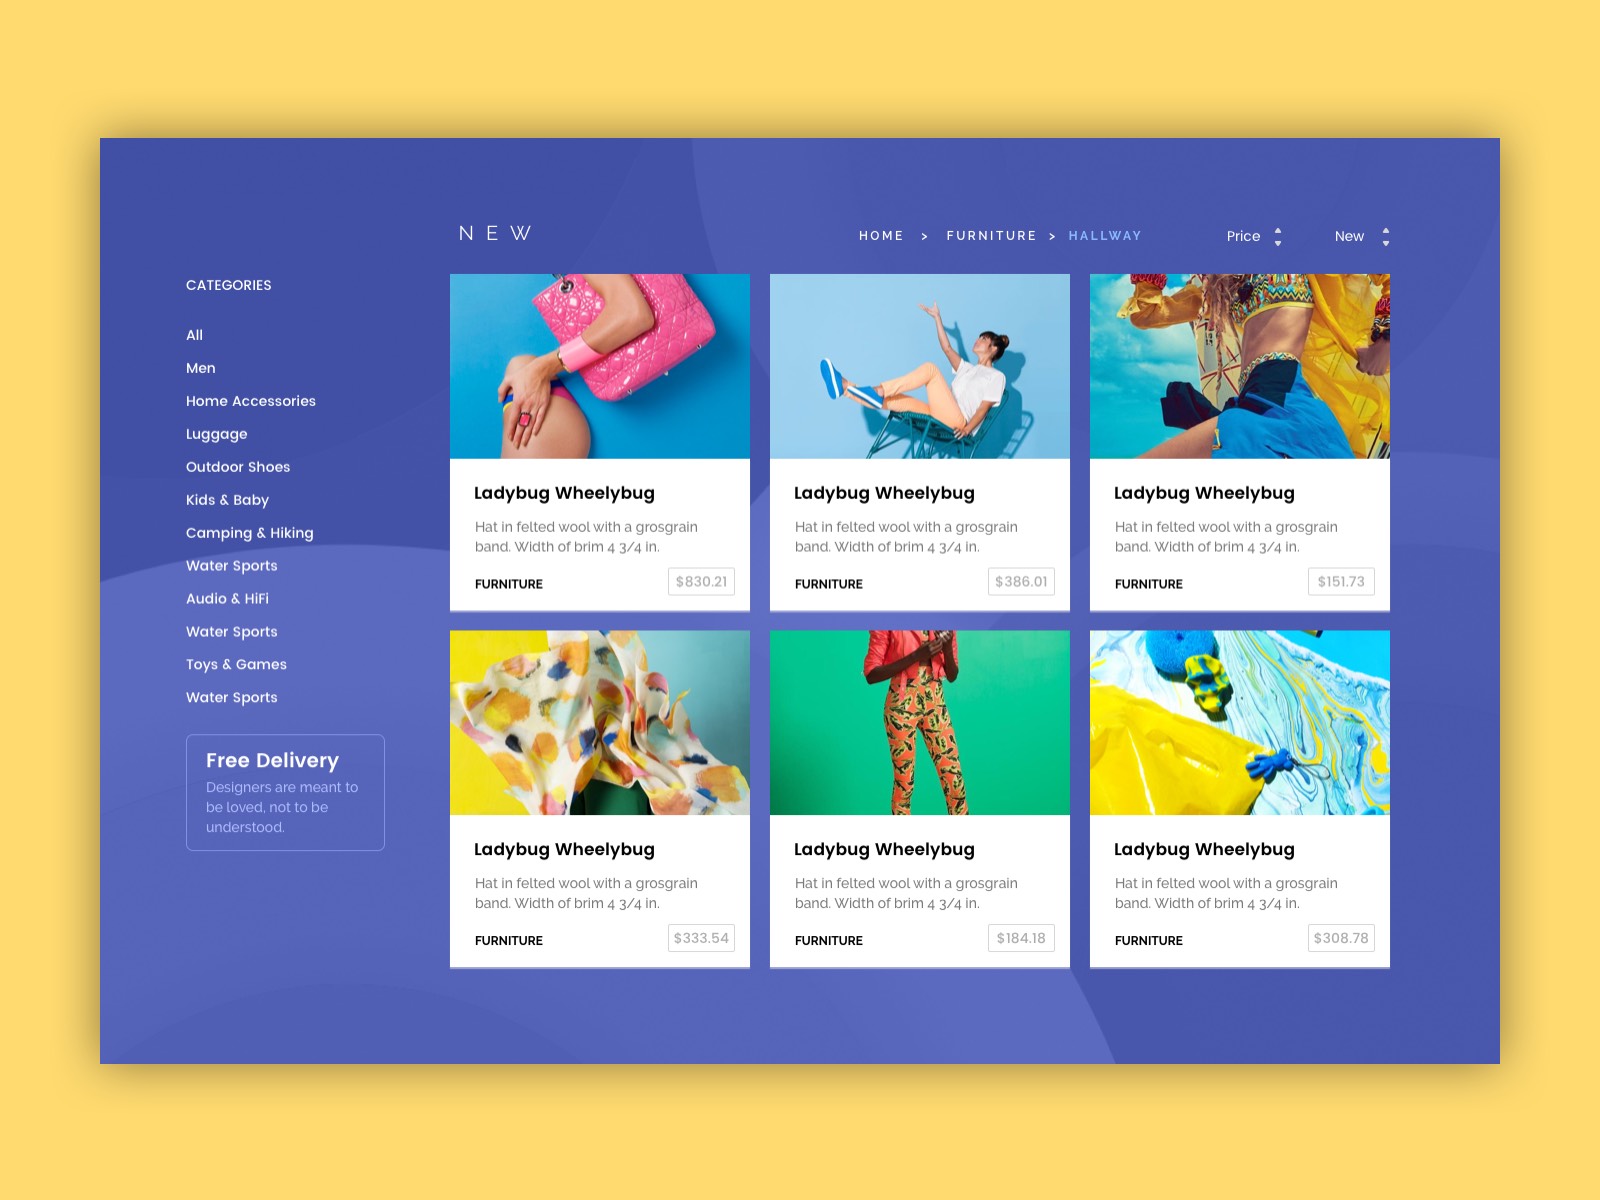 NEW
HOME > FURNITURE > HALLWAY
Price
New
CATEGORIES
All
Men
Home Accessories
Luggage
Outdoor Shoes
Kids & Baby
Camping & Hiking
Water Sports
Audio & HiFi
Water Sports
Toys & Games
Water Sports
Free Delivery
Designers are meant to
be loved, not to be
understood.
Ladybug Wheelybug
Hat in felted wool with a grosgrain
band. Width of brim 4 3/4 in.
FURNITURE
$830.21
Ladybug Wheelybug
Hat in felted wool with a grosgrain
band. Width of brim 4 3/4 in.
FURNITURE
$386.01
Ladybug Wheelybug
Hat in felted wool with a grosgrain
band. Width of brim 4 3/4 in.
FURNITURE
$151.73
Ladybug Wheelybug
Hat in felted wool with a grosgrain
band. Width of brim 4 3/4 in.
FURNITURE
$333.54
Ladybug Wheelybug
Hat in felted wool with a grosgrain
band. Width of brim 4 3/4 in.
FURNITURE
$184.18
Ladybug Wheelybug
Hat in felted wool with a grosgrain
band. Width of brim 4 3/4 in.
FURNITURE
$308.78